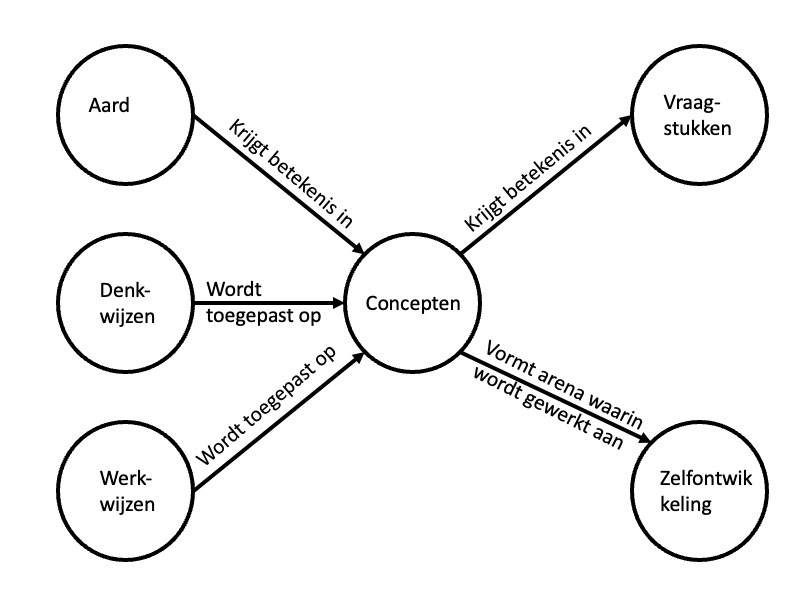 Aard
Krijgt betekenis in
Krijgt betekenis in
Vraag-
stukken
Denk-
wijzen
Wordt
toegepast op
Concepten
Wordt toegepast op
Vormt arena waarin
wordt gewerkt aan
Werk-
wijzen
Zelfontwik
keling